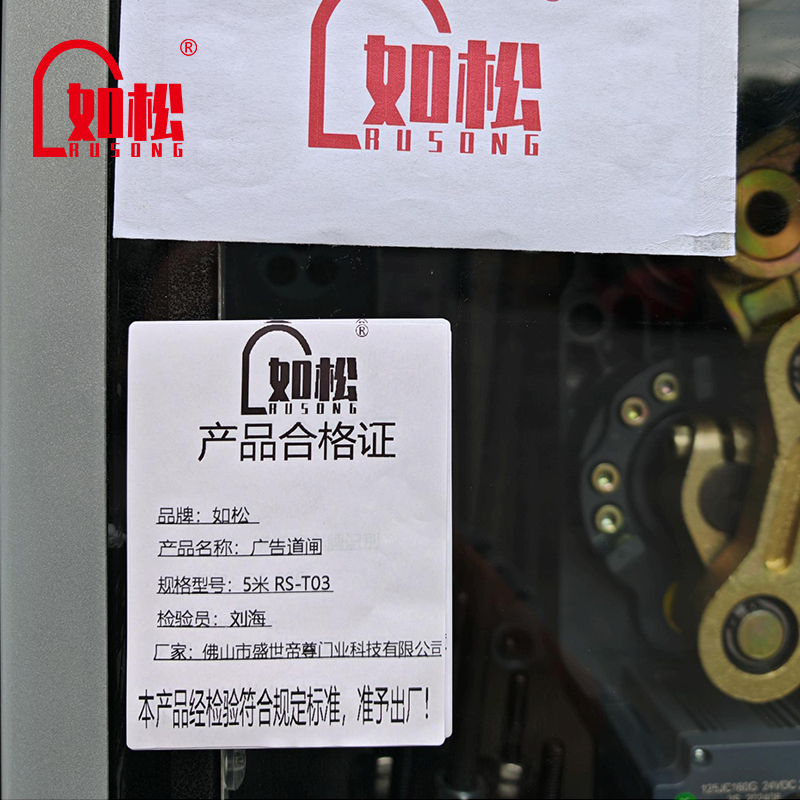 如松®
RUSONG
如松
RUSONG
如松®
RUSONG
产品合格证
品牌：如松
产品名称：广告道闸
规格型号：5米 RS-T03
检验员：刘海
厂家：佛山市盛世帝尊门业科技有限公司
本产品经检验符合规定标准，准予出厂！
24VDC